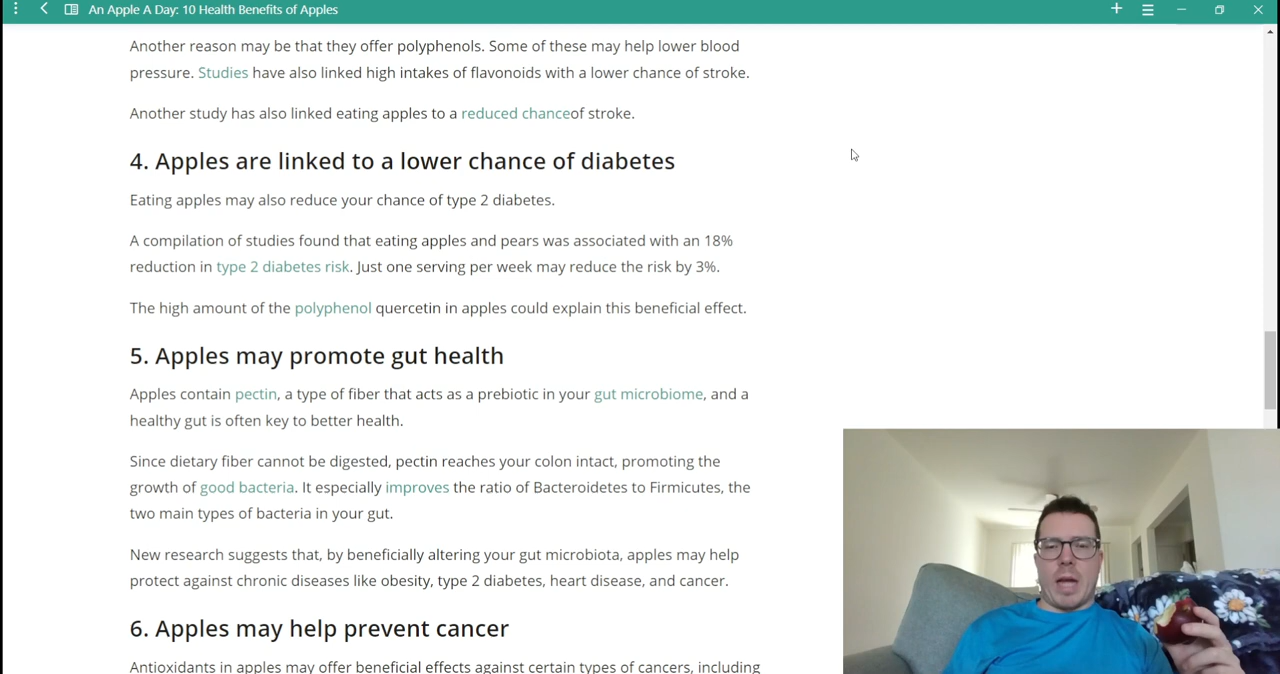 An Apple A Day: 10 Health Benefits of Apples
Another reason may be that they offer polyphenols. Some of these may help lower blood
pressure. Studies have also linked high intakes of flavonoids with a lower chance of stroke.
Another study has also linked eating apples to a reduced chanceof stroke.
4. Apples are linked to a lower chance of diabetes
Eating apples may also reduce your chance of type 2 diabetes.
A compilation of studies found that eating apples and pears was associated with an 18%
reduction in type 2 diabetes risk. Just one serving per week may reduce the risk by 3%.
The high amount of the polyphenol quercetin in apples could explain this beneficial effect.
5. Apples may promote gut health
Apples contain pectin, a type of fiber that acts as a prebiotic in your gut microbiome, and a
healthy gut is often key to better health.
Since dietary fiber cannot be digested, pectin reaches your colon intact, promoting the
growth of good bacteria. It especially improves the ratio of Bacteroidetes to Firmicutes, the
two main types of bacteria in your gut.
New research suggests that, by beneficially altering your gut microbiota, apples may help
protect against chronic diseases like obesity, type 2 diabetes, heart disease, and cancer.
6. Apples may help prevent cancer
Antioxidants in apples may offer beneficial effects against certain types of cancers, including